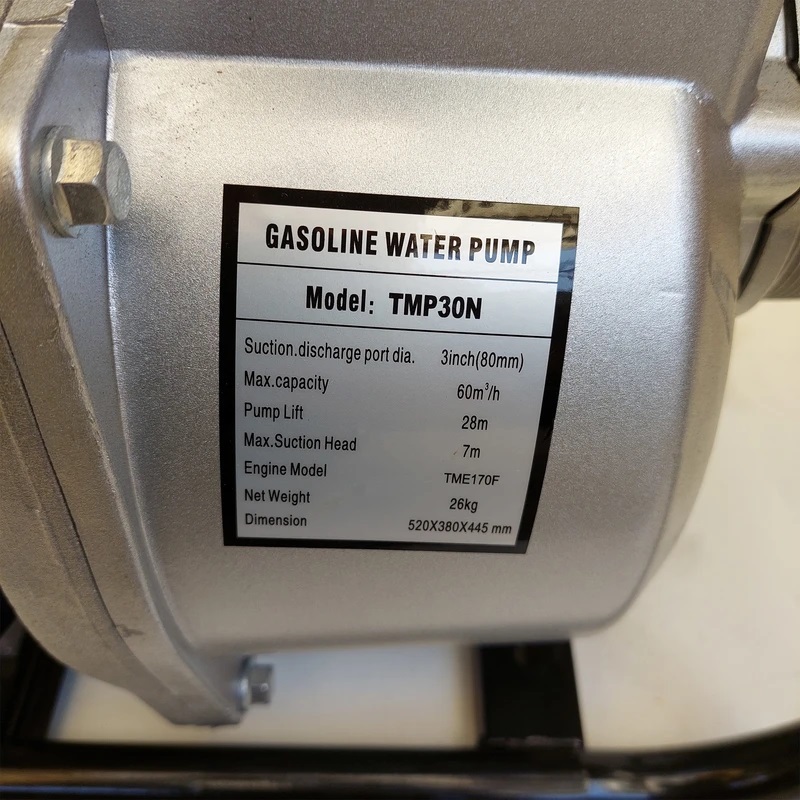 GASOLINE WATER PUMP
Model: TMP30N
Suction.discharge port dia. 3inch(80mm)
Max.capacity 60m³/h
Pump Lift 28m
Max.Suction Head 7m
Engine Model TME170F
Net Weight 26kg
Dimension 520X380X445 mm